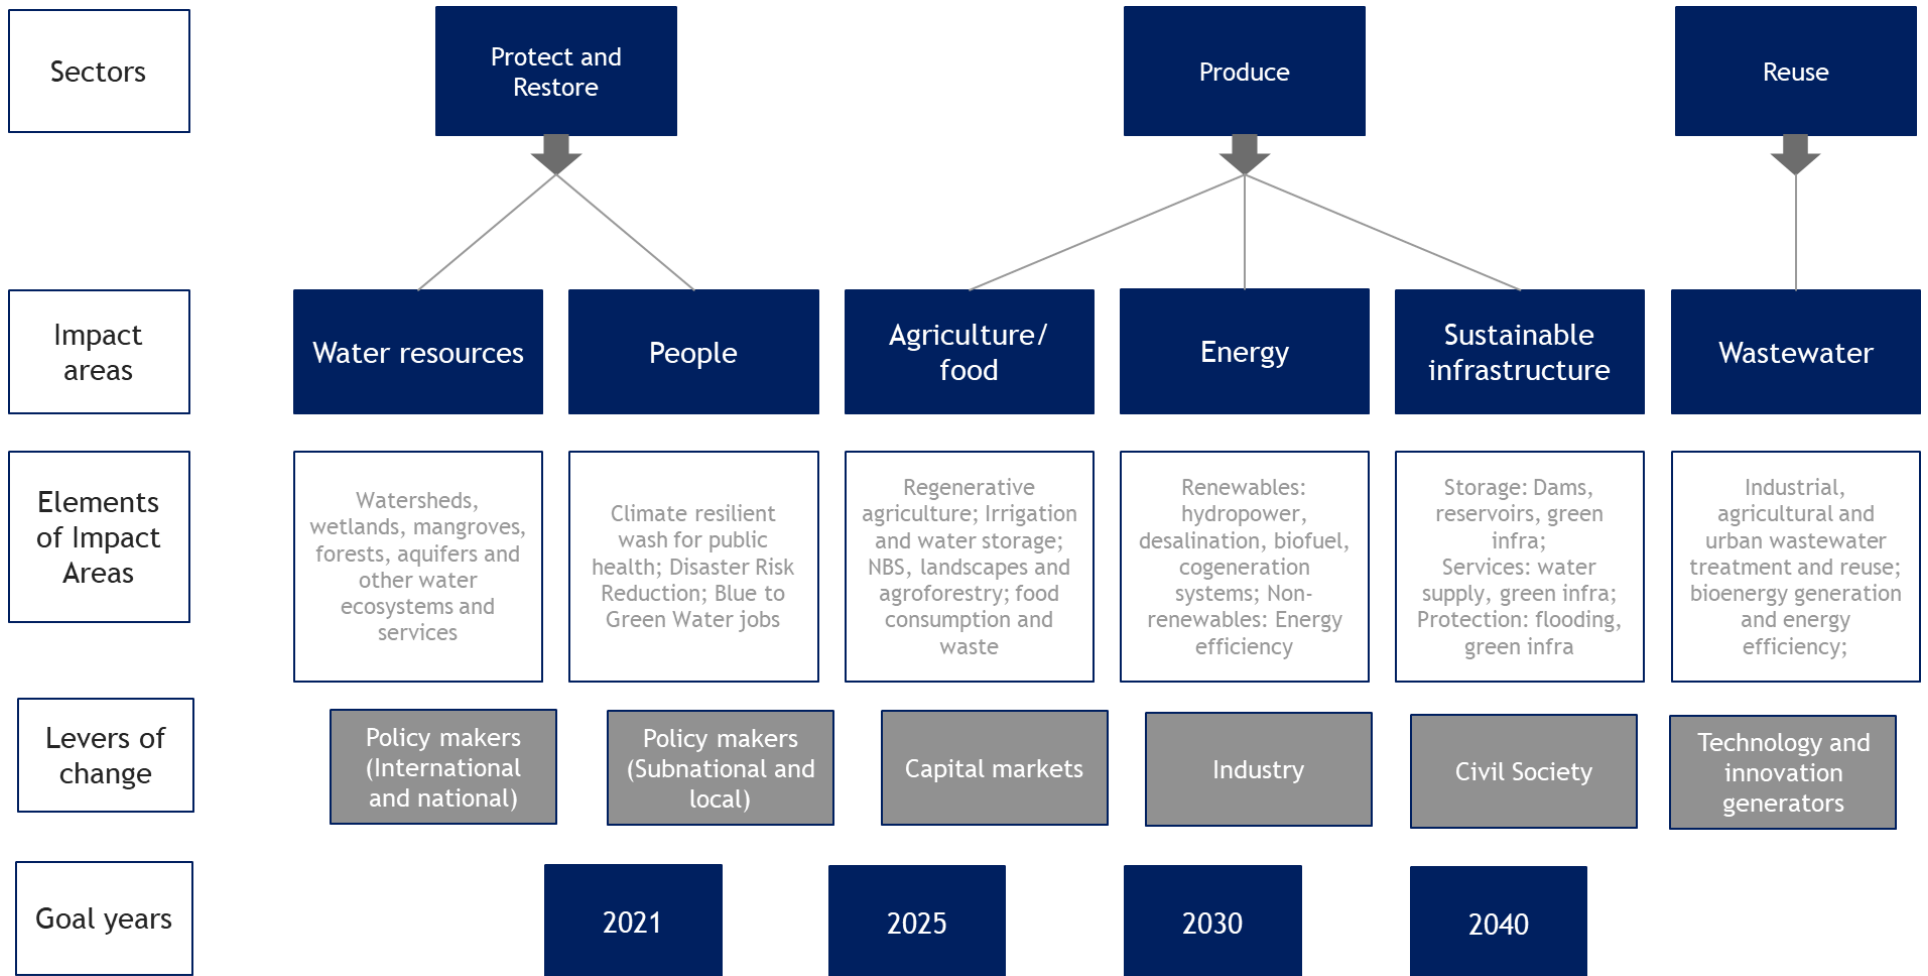 Sectors
Protect and
Restore
Produce
Reuse
Impact
areas
Water resources
People
Agriculture/
food
Energy
Sustainable
infrastructure
Wastewater
Elements
of Impact
Areas
Watersheds,
wetlands, mangroves,
forests, aquifers and
other water
ecosystems and
services
Climate resilient
wash for public
health; Disaster Risk
Reduction; Blue to
Green Water jobs
Regenerative
agriculture; Irrigation
and water storage;
NBS, landscapes and
agroforestry; food
consumption and
waste
Renewables:
hydropower,
desalination, biofuel,
cogeneration
systems; Non-
renewables: Energy
efficiency
Storage: Dams,
reservoirs, green
infra;
Services: water
supply, green infra;
Protection: flooding,
green infra
Industrial,
agricultural and
urban wastewater
treatment and reuse;
bioenergy generation
and energy
efficiency;
Levers of
change
Policy makers
(International
and national)
Policy makers
(Subnational and
local)
Capital markets
Industry
Civil Society
Technology and
innovation
generators
Goal years
2021
2025
2030
2040